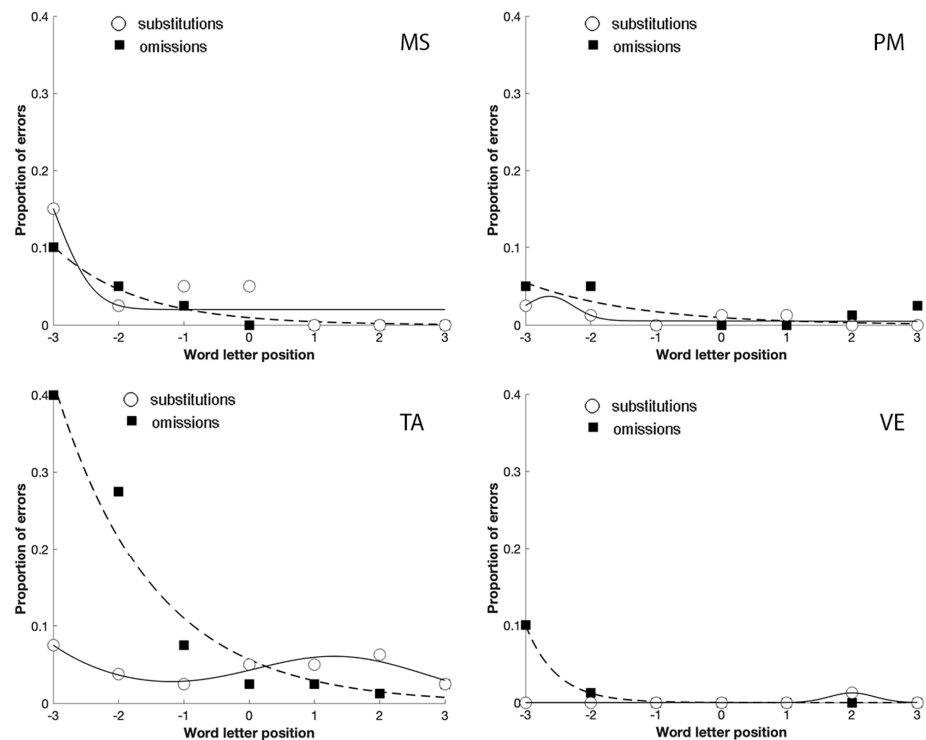 0.4
substitutions
omissions
MS
0.3
0.2
0.1
0
Proportion of errors
-3 -2 -1 0 1 2 3
Word letter position
0.4
substitutions
omissions
PM
0.3
0.2
0.1
0
Proportion of errors
-3 -2 -1 0 1 2 3
Word letter position
0.4
substitutions
omissions
TA
0.3
0.2
0.1
0
Proportion of errors
-3 -2 -1 0 1 2 3
Word letter position
0.4
substitutions
omissions
VE
0.3
0.2
0.1
0
Proportion of errors
-3 -2 -1 0 1 2 3
Word letter position